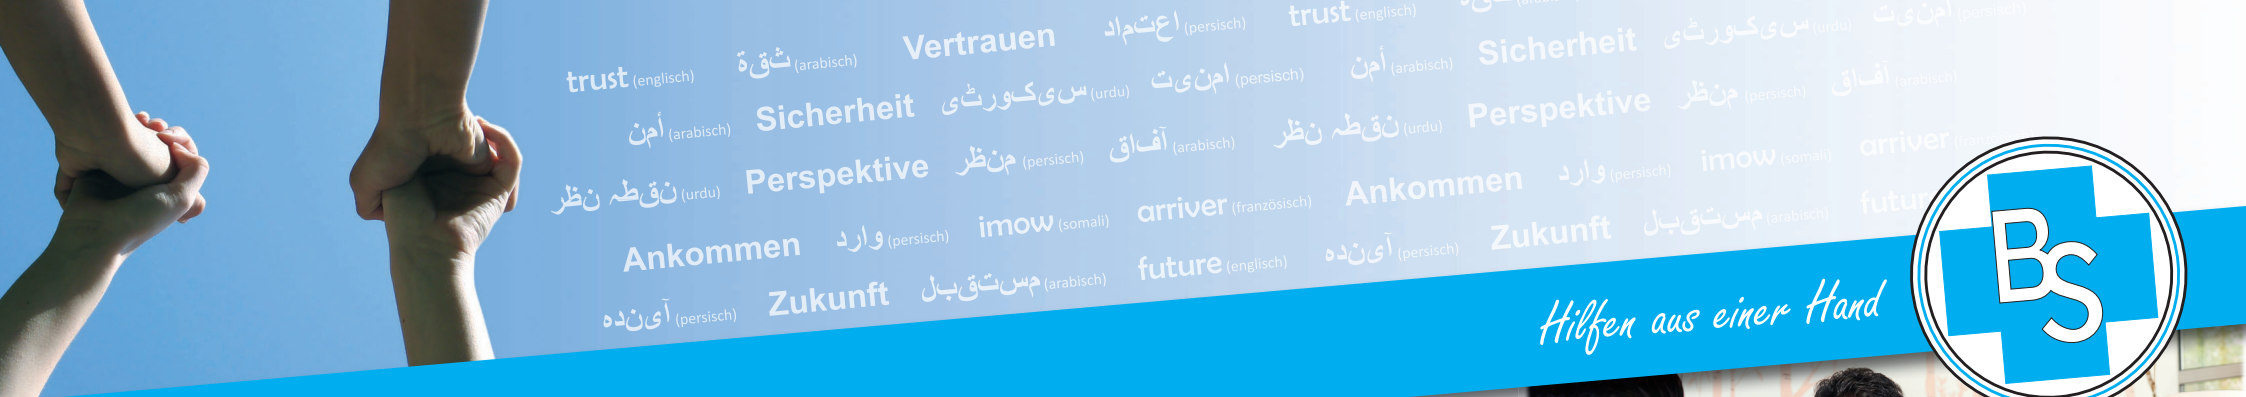 trust (englisch) ثقة (arabisch) Vertrauen اعتماد (persisch) trust (englisch)
أمن (arabisch) Sicherheit سیکورٹی (urdu) امنیت (persisch) أمن (arabisch) Sicherheit سیکورٹی (urdu) امنیت (persisch)
نقطہ نظر (urdu) Perspektive منظر (persisch) آفاق (arabisch) نقطہ نظر (urdu) Perspektive منظر (persisch) آفاق (arabisch)
Ankommen وارد (persisch) imow (somali) arriver (französisch) Ankommen وارد (persisch) imow (somali) arriver
آینده (persisch) Zukunft مستقبل (arabisch) future (englisch) آینده (persisch) Zukunft مستقبل (arabisch) futur
Hilfen aus einer Hand
BS